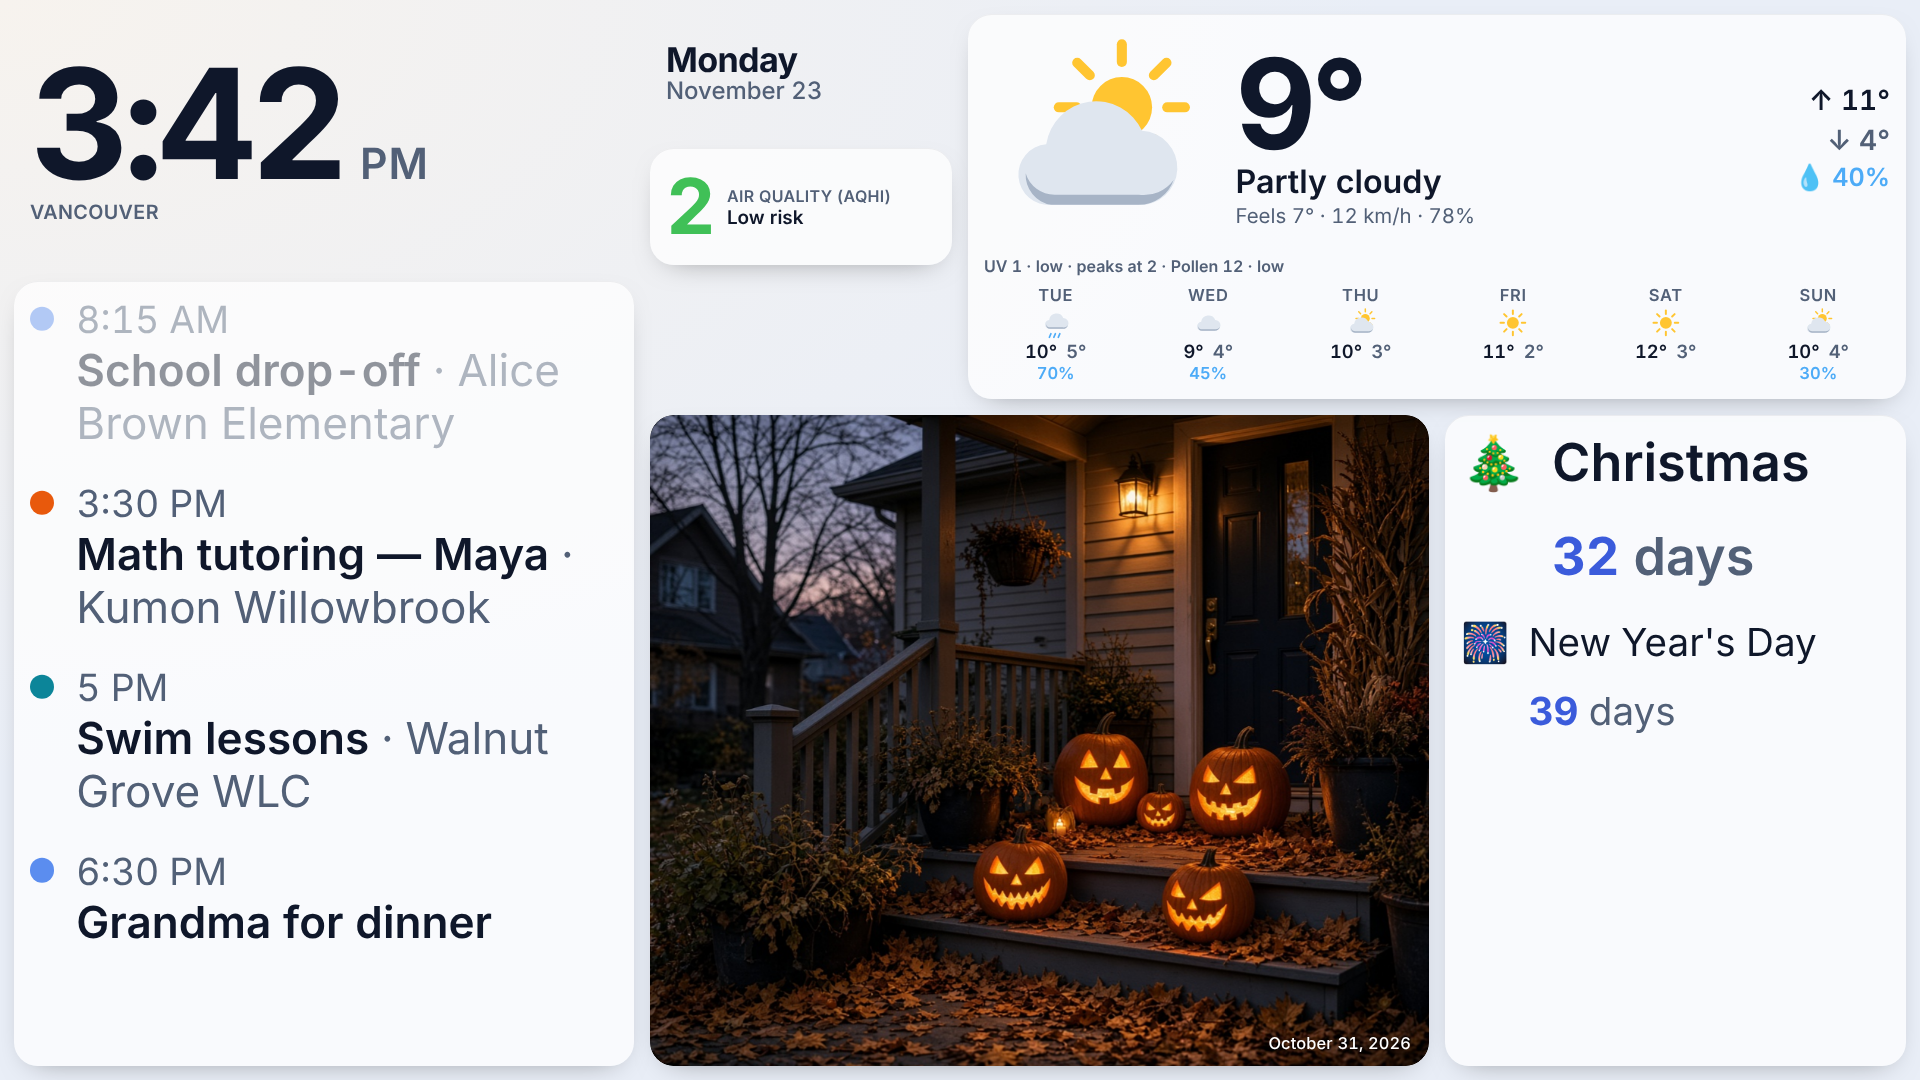 3:42 PM
VANCOUVER
Monday
November 23
2
AIR QUALITY (AQHI)
Low risk
9°
Partly cloudy
Feels 7° · 12 km/h · 78%
↑ 11°
↓ 4°
💧 40%
UV 1 · low · peaks at 2 · Pollen 12 · low
TUE WED THU FRI SAT SUN
10° 5° 9° 4° 10° 3° 11° 2° 12° 3° 10° 4°
70% 45% 30%
8:15 AM
School drop-off · Alice
Brown Elementary
3:30 PM
Math tutoring — Maya ·
Kumon Willowbrook
5 PM
Swim lessons · Walnut
Grove WLC
6:30 PM
Grandma for dinner
October 31, 2026
Christmas
32 days
New Year's Day
39 days